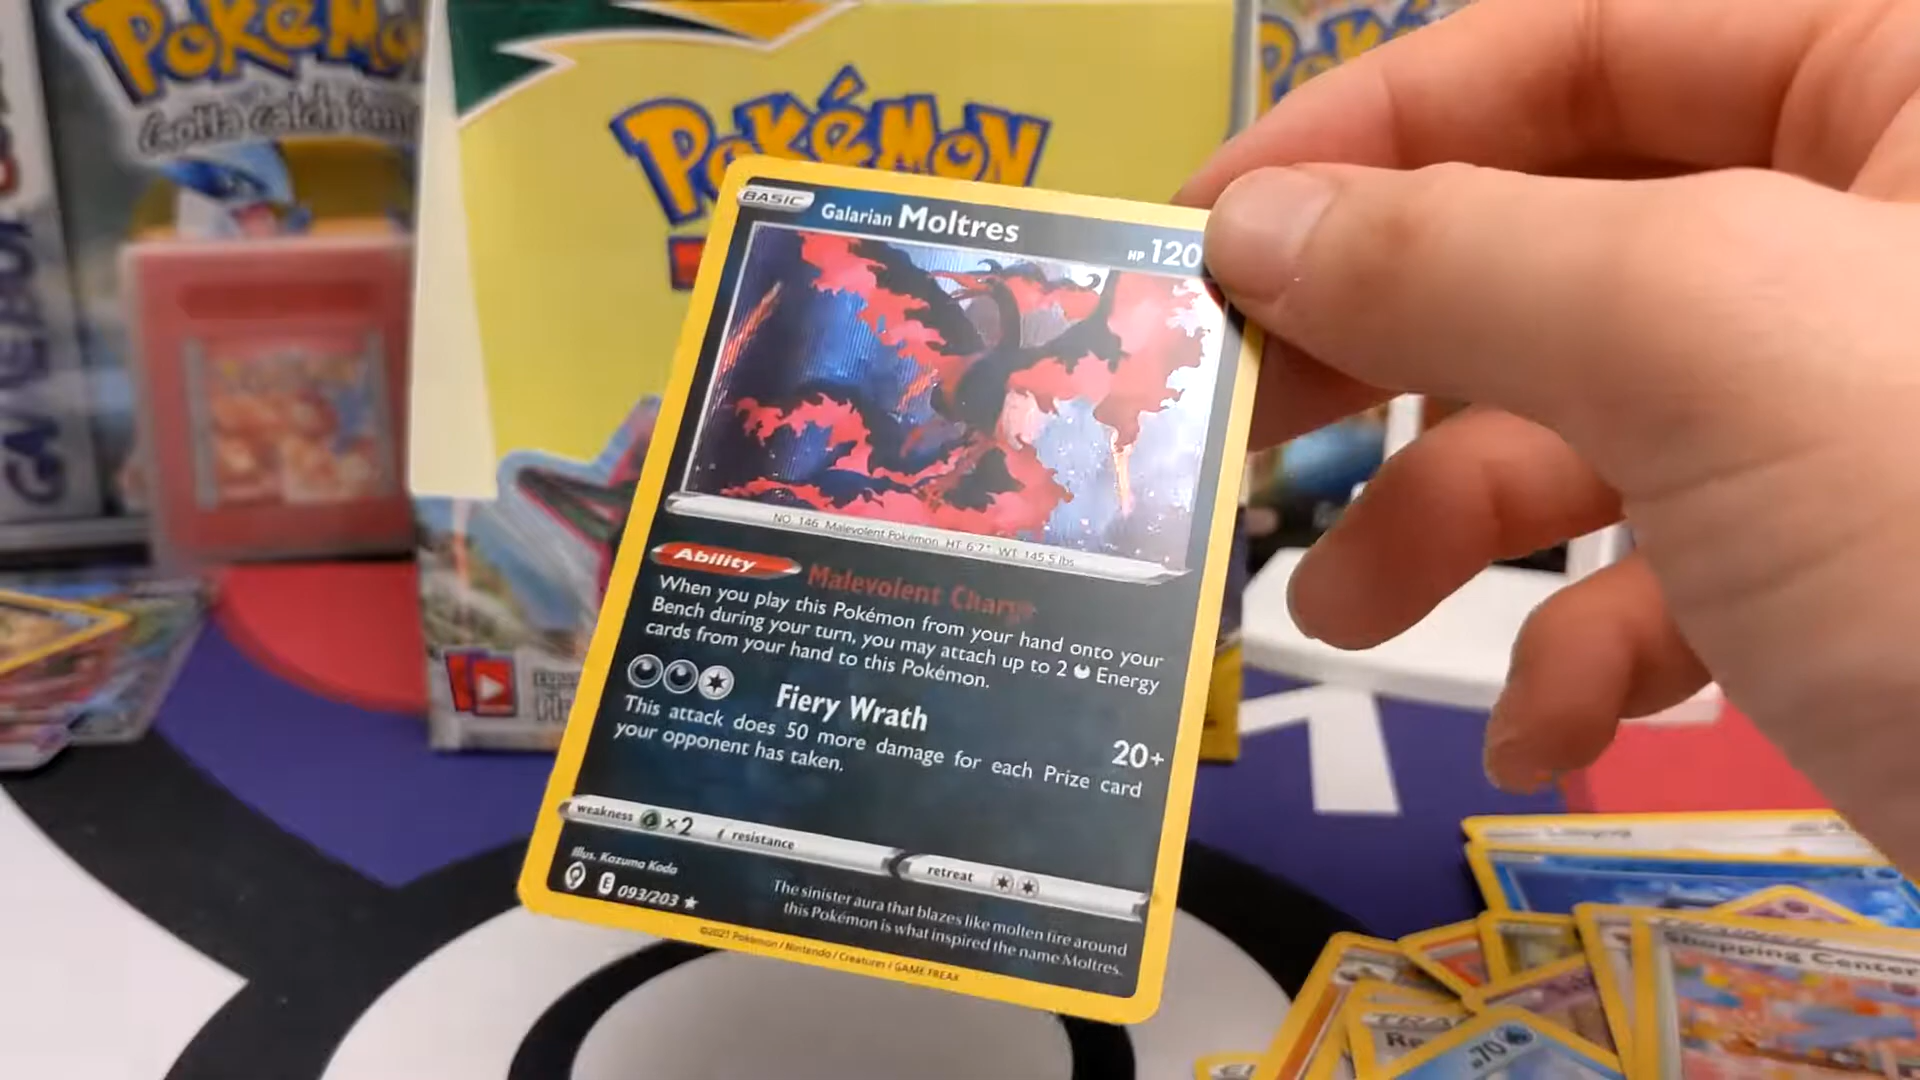 POKÉMON
Gotta catch 'em
GAME BOY
POKÉMON
BASIC
Galarian Moltres
HP 120
NO. 146 Malevolent Pokémon HT 6'7" WT 145.5 lbs
Ability
Malevolent Charge
When you play this Pokémon from your hand onto your
Bench during your turn, you may attach up to 2 Energy
cards from your hand to this Pokémon.
Fiery Wrath
20+
This attack does 50 more damage for each Prize card
your opponent has taken.
weakness ×2 resistance
retreat
Illus. Kazuma Koda
E 093/203 ★
The sinister aura that blazes like molten fire around
this Pokémon is what inspired the name Moltres.
©2021 Pokémon / Nintendo / Creatures / GAME FREAK
Shopping Center
70